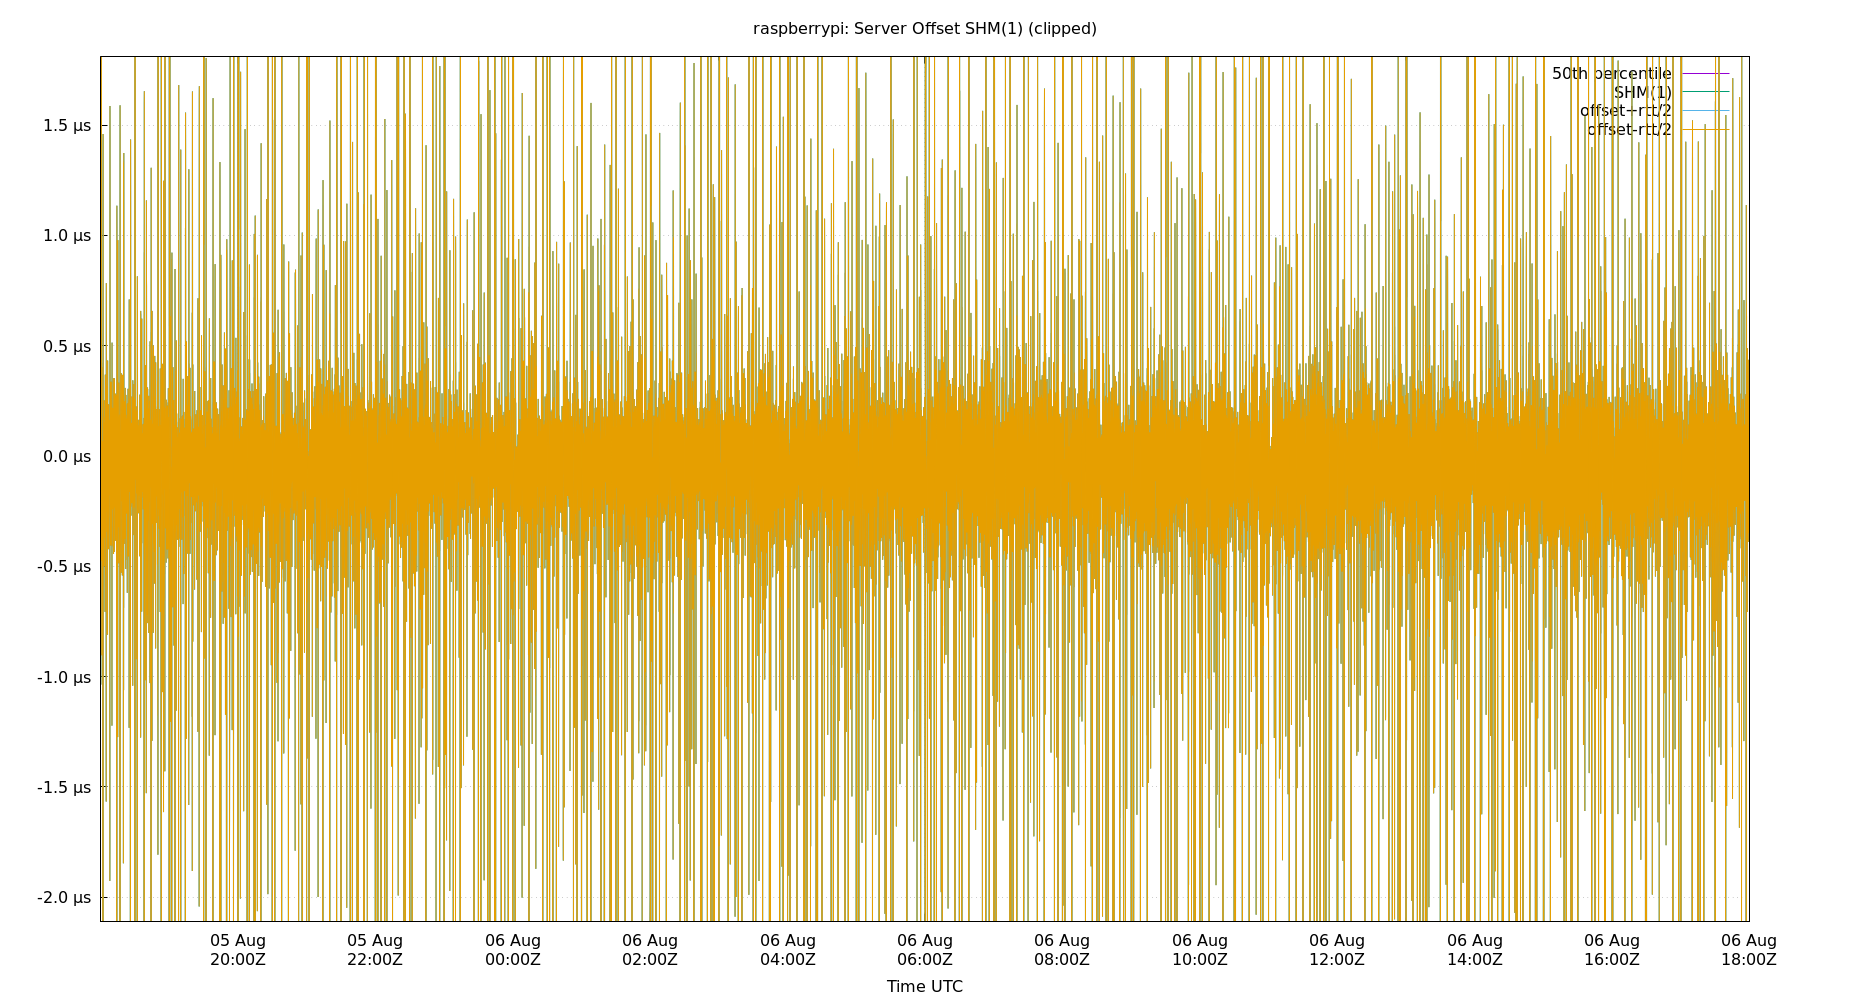 raspberrypi: Server Offset SHM(1) (clipped)
50th percentile
SHM(1)
offset+rtt/2
offset-rtt/2
1.5 µs
1.0 µs
0.5 µs
0.0 µs
-0.5 µs
-1.0 µs
-1.5 µs
-2.0 µs
05 Aug 05 Aug 06 Aug 06 Aug 06 Aug 06 Aug 06 Aug 06 Aug 06 Aug 06 Aug 06 Aug 06 Aug
20:00Z 22:00Z 00:00Z 02:00Z 04:00Z 06:00Z 08:00Z 10:00Z 12:00Z 14:00Z 16:00Z 18:00Z
Time UTC